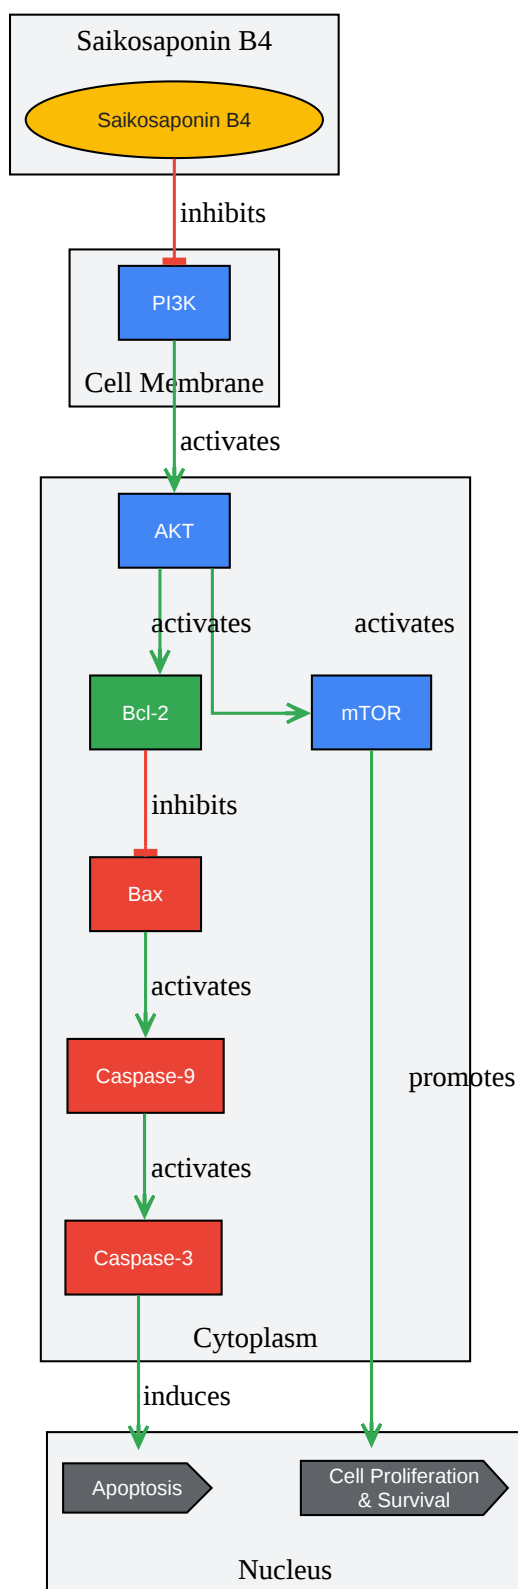 Saikosaponin B4
Saikosaponin B4
inhibits
PI3K
Cell Membrane
activates
AKT
activates
activates
Bcl-2
mTOR
inhibits
Bax
activates
Caspase-9
promotes
activates
Caspase-3
Cytoplasm
induces
Apoptosis
Cell Proliferation
& Survival
Nucleus